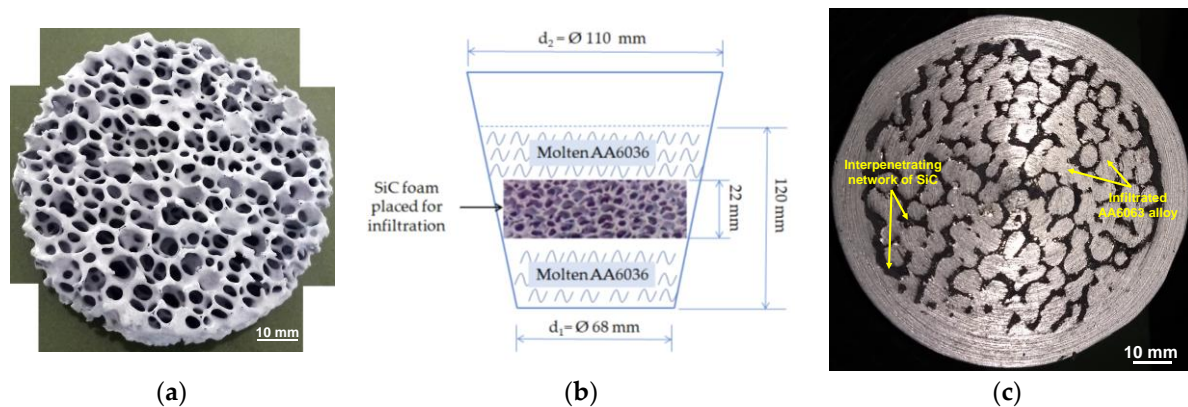 10 mm
(a)
d₂ = Ø 110 mm
Molten AA6036
SiC foam
placed for
infiltration
22 mm
120 mm
Molten AA6036
d₁= Ø 68 mm
(b)
Interpenetrating
network of SiC
Infiltrated
AA6063 alloy
10 mm
(c)